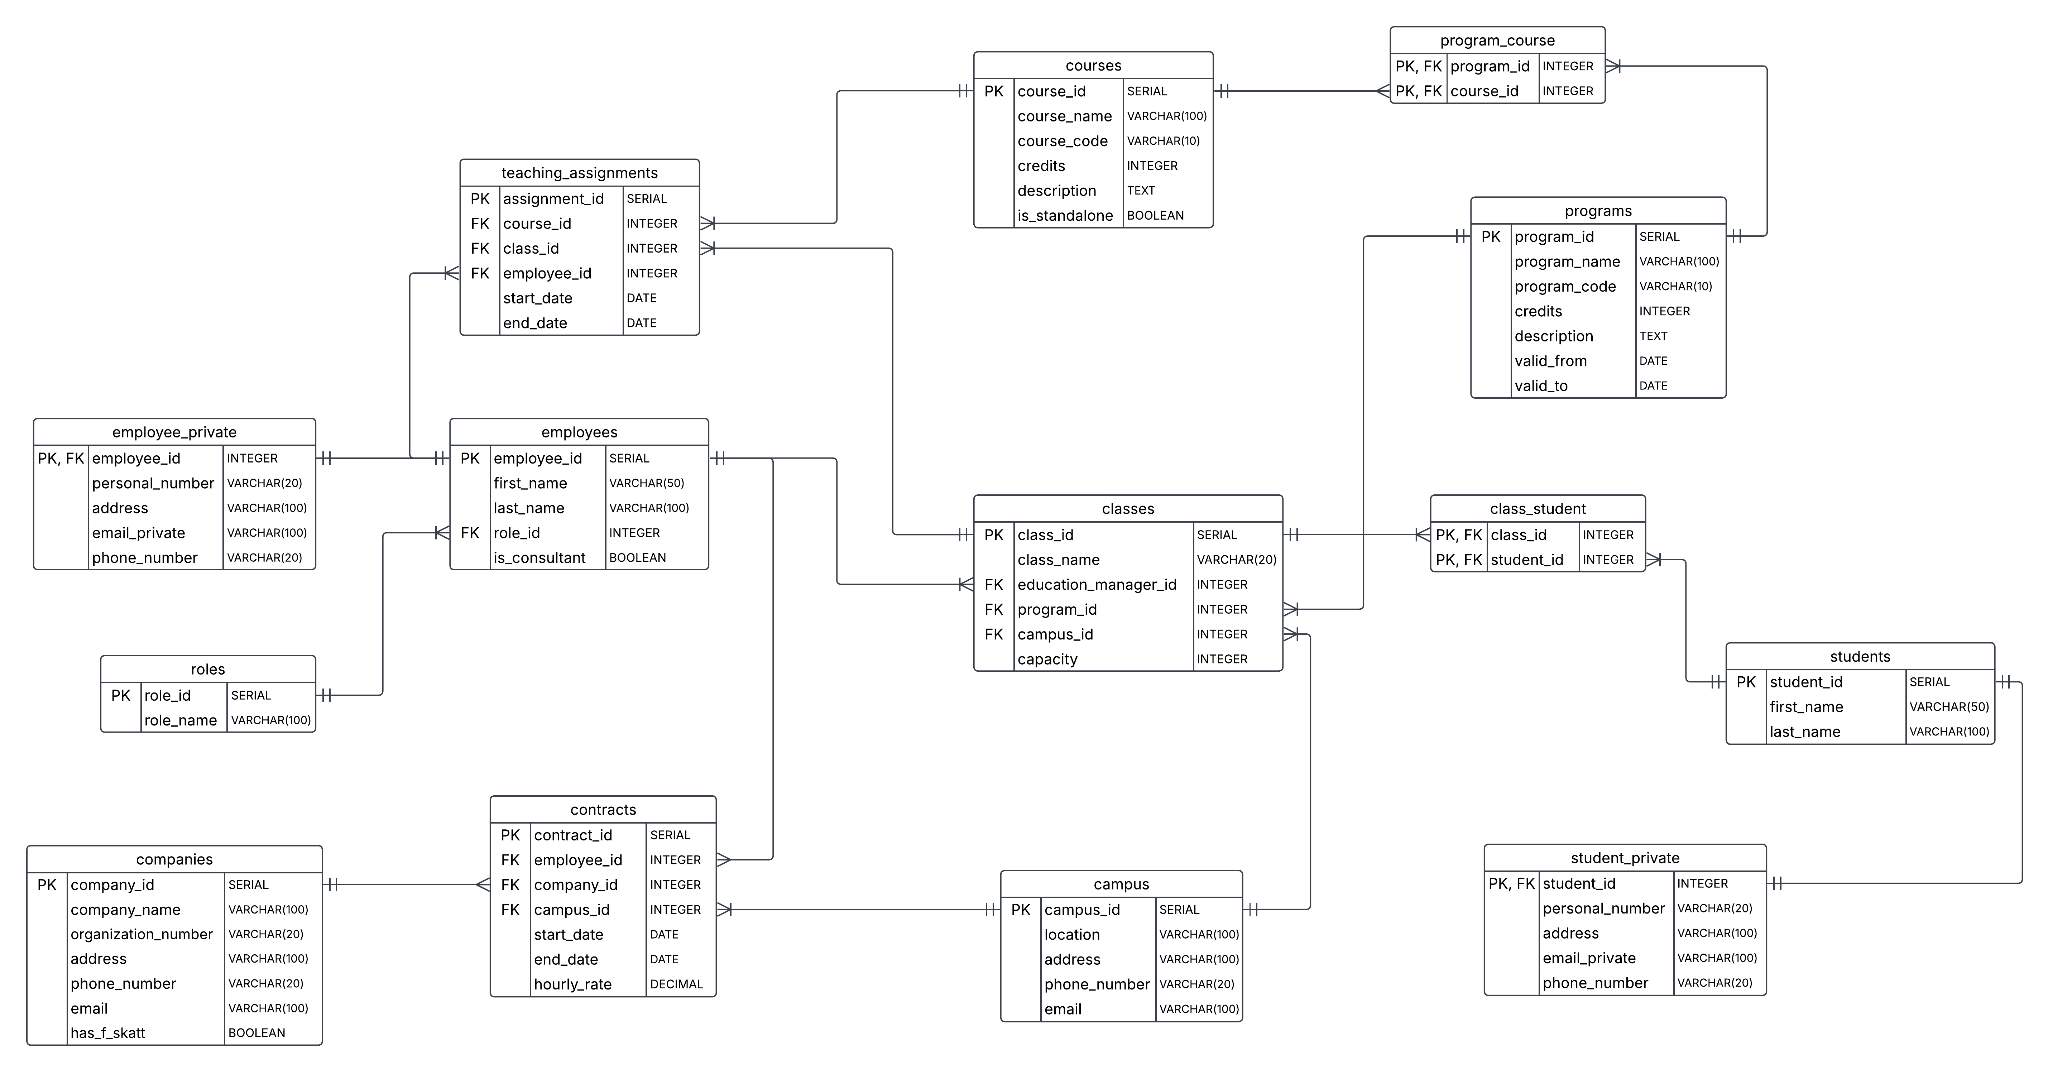 program_course
PK, FK program_id INTEGER
PK, FK course_id INTEGER
courses
PK course_id SERIAL
course_name VARCHAR(100)
course_code VARCHAR(10)
credits INTEGER
description TEXT
is_standalone BOOLEAN
teaching_assignments
PK assignment_id SERIAL
FK course_id INTEGER
FK class_id INTEGER
FK employee_id INTEGER
start_date DATE
end_date DATE
programs
PK program_id SERIAL
program_name VARCHAR(100)
program_code VARCHAR(10)
credits INTEGER
description TEXT
valid_from DATE
valid_to DATE
employee_private
PK, FK employee_id INTEGER
personal_number VARCHAR(20)
address VARCHAR(100)
email_private VARCHAR(100)
phone_number VARCHAR(20)
employees
PK employee_id SERIAL
first_name VARCHAR(50)
last_name VARCHAR(100)
FK role_id INTEGER
is_consultant BOOLEAN
classes
PK class_id SERIAL
class_name VARCHAR(20)
FK education_manager_id INTEGER
FK program_id INTEGER
FK campus_id INTEGER
capacity INTEGER
class_student
PK, FK class_id INTEGER
PK, FK student_id INTEGER
roles
PK role_id SERIAL
role_name VARCHAR(100)
students
PK student_id SERIAL
first_name VARCHAR(50)
last_name VARCHAR(100)
contracts
PK contract_id SERIAL
FK employee_id INTEGER
FK company_id INTEGER
FK campus_id INTEGER
start_date DATE
end_date DATE
hourly_rate DECIMAL
companies
PK company_id SERIAL
company_name VARCHAR(100)
organization_number VARCHAR(20)
address VARCHAR(100)
phone_number VARCHAR(20)
email VARCHAR(100)
has_f_skatt BOOLEAN
campus
PK campus_id SERIAL
location VARCHAR(100)
address VARCHAR(100)
phone_number VARCHAR(20)
email VARCHAR(100)
student_private
PK, FK student_id INTEGER
personal_number VARCHAR(20)
address VARCHAR(100)
email_private VARCHAR(100)
phone_number VARCHAR(20)